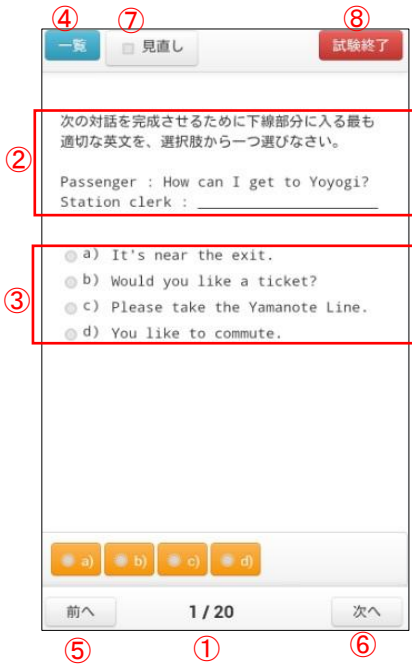 ④ ⑦ ⑧
一覧 見直し 試験終了
②
次の対話を完成させるために下線部分に入る最も
適切な英文を、選択肢から一つ選びなさい。
Passenger : How can I get to Yoyogi?
Station clerk : ____________________
③
a) It's near the exit.
b) Would you like a ticket?
c) Please take the Yamanote Line.
d) You like to commute.
a) b) c) d)
前へ 1 / 20 次へ
⑤ ① ⑥